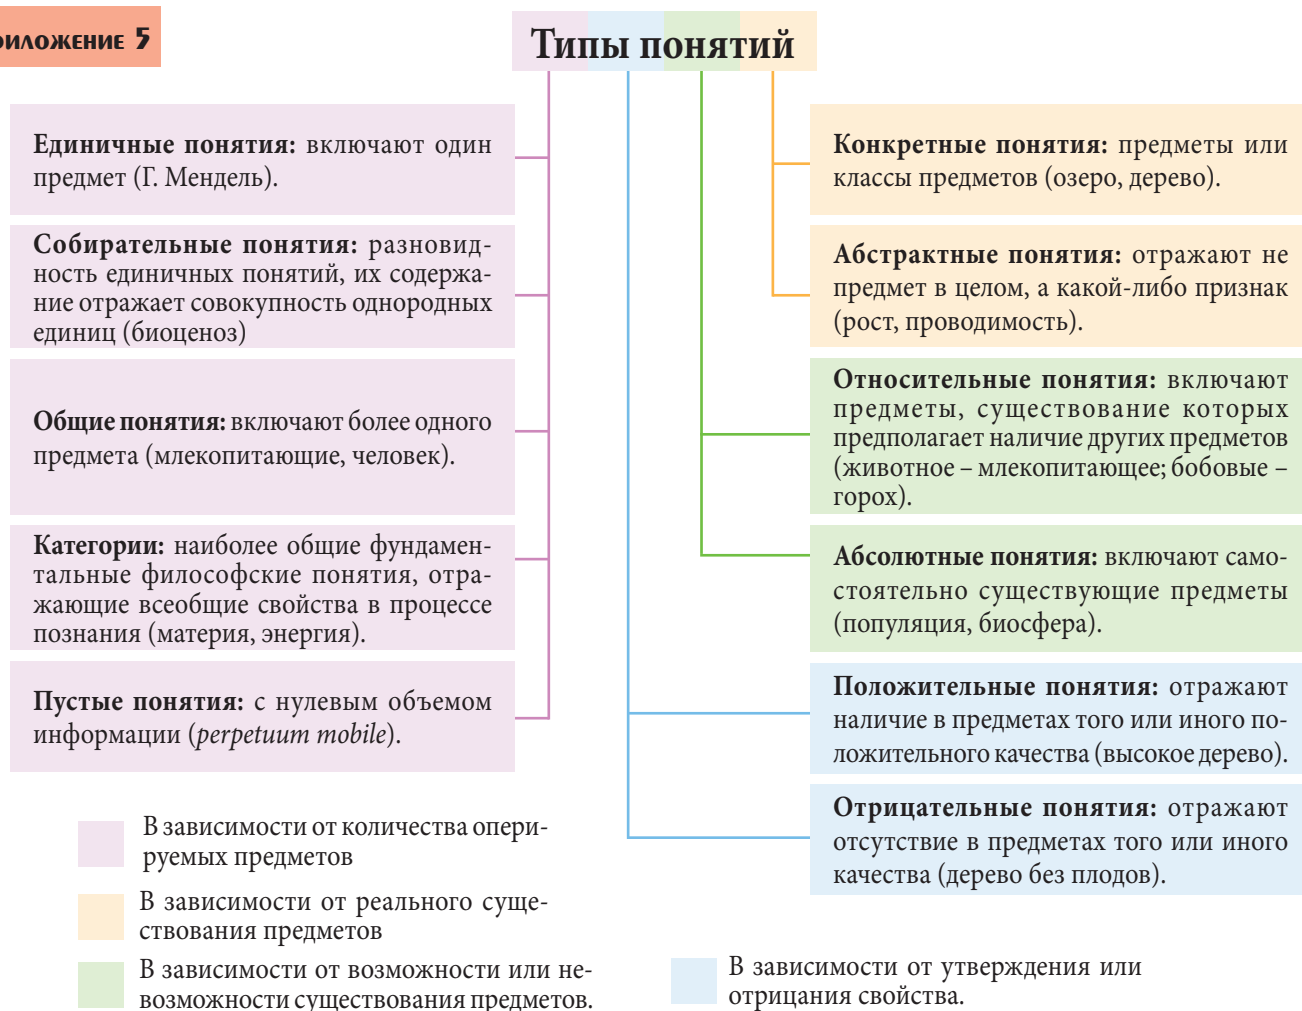 риложение 5
Типы понятий
Единичные понятия: включают один
предмет (Г. Мендель).
Собирательные понятия: разновид-
ность единичных понятий, их содержа-
ние отражает совокупность однородных
единиц (биоценоз)
Общие понятия: включают более одного
предмета (млекопитающие, человек).
Категории: наиболее общие фундамен-
тальные философские понятия, отра-
жающие всеобщие свойства в процессе
познания (материя, энергия).
Пустые понятия: с нулевым объемом
информации (perpetuum mobile).
Конкретные понятия: предметы или
классы предметов (озеро, дерево).
Абстрактные понятия: отражают не
предмет в целом, а какой-либо признак
(рост, проводимость).
Относительные понятия: включают
предметы, существование которых
предполагает наличие других предметов
(животное – млекопитающее; бобовые –
горох).
Абсолютные понятия: включают само-
стоятельно существующие предметы
(популяция, биосфера).
Положительные понятия: отражают
наличие в предметах того или иного по-
ложительного качества (высокое дерево).
Отрицательные понятия: отражают
отсутствие в предметах того или иного
качества (дерево без плодов).
В зависимости от количества опери-
руемых предметов
В зависимости от реального суще-
ствования предметов
В зависимости от возможности или не-
возможности существования предметов.
В зависимости от утверждения или
отрицания свойства.